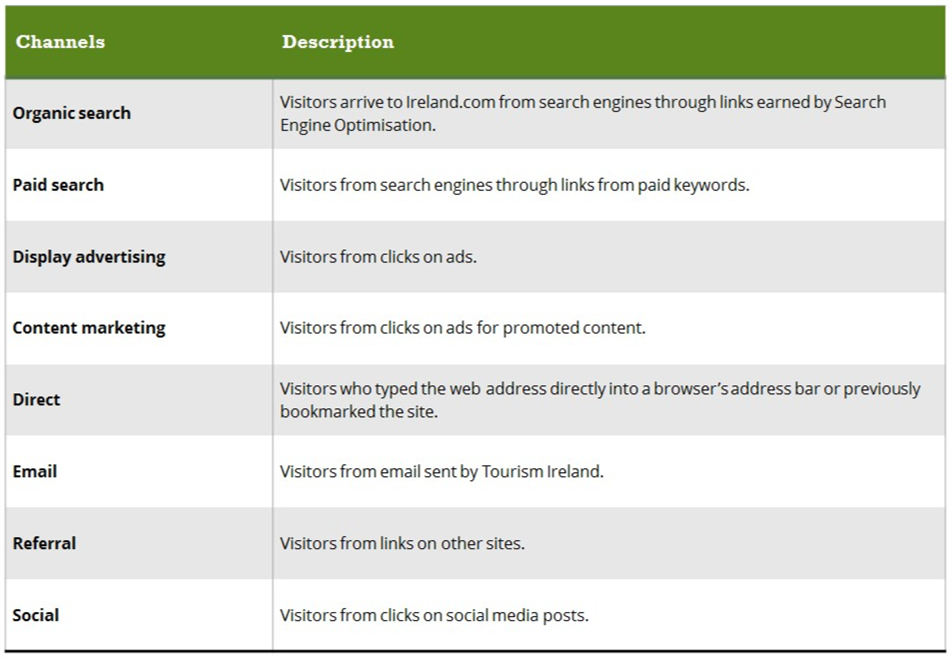 Channels
Description
Organic search
Visitors arrive to Ireland.com from search engines through links earned by Search
Engine Optimisation.
Paid search
Visitors from search engines through links from paid keywords.
Display advertising
Visitors from clicks on ads.
Content marketing
Visitors from clicks on ads for promoted content.
Direct
Visitors who typed the web address directly into a browser's address bar or previously
bookmarked the site.
Email
Visitors from email sent by Tourism Ireland.
Referral
Visitors from links on other sites.
Social
Visitors from clicks on social media posts.